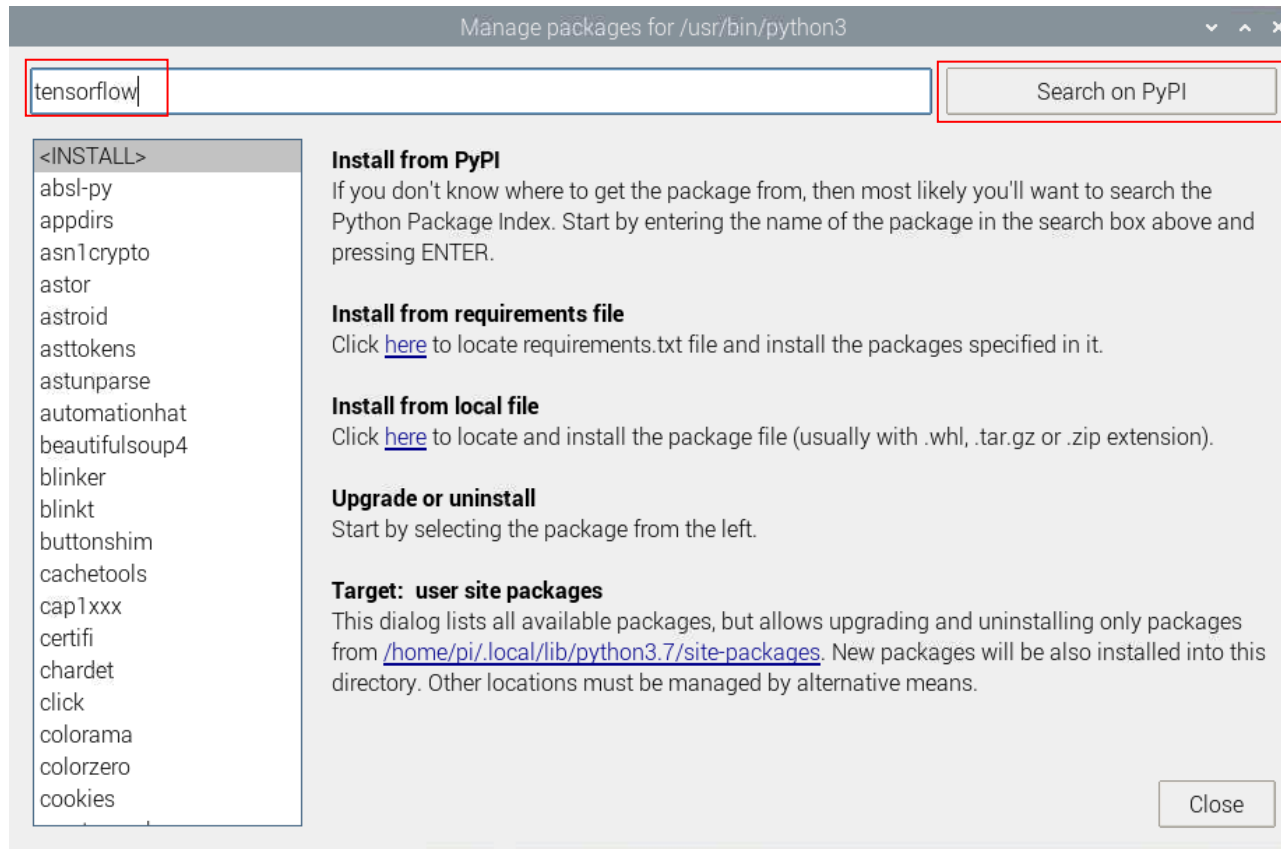 Manage packages for /usr/bin/python3
tensorflow
Search on PyPI
<INSTALL>
absl-py
appdirs
asn1crypto
astor
astroid
asttokens
astunparse
automationhat
beautifulsoup4
blinker
blinkt
buttonshim
cachetools
cap1xxx
certifi
chardet
click
colorama
colorzero
cookies
Install from PyPI
If you don't know where to get the package from, then most likely you'll want to search the
Python Package Index. Start by entering the name of the package in the search box above and
pressing ENTER.
Install from requirements file
Click here to locate requirements.txt file and install the packages specified in it.
Install from local file
Click here to locate and install the package file (usually with .whl, .tar.gz or .zip extension).
Upgrade or uninstall
Start by selecting the package from the left.
Target:  user site packages
This dialog lists all available packages, but allows upgrading and uninstalling only packages
from /home/pi/.local/lib/python3.7/site-packages. New packages will be also installed into this
directory. Other locations must be managed by alternative means.
Close